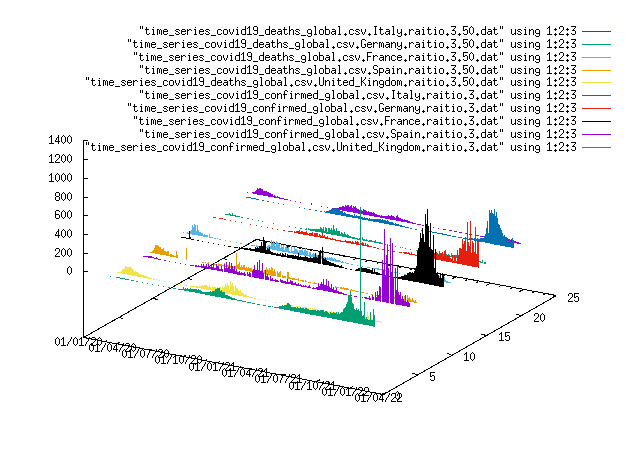 "time_series_covid19_deaths_global.csv.Italy.raitio.3.50.dat" using 1:2:3
"time_series_covid19_deaths_global.csv.Germany.raitio.3.50.dat" using 1:2:3
"time_series_covid19_deaths_global.csv.France.raitio.3.50.dat" using 1:2:3
"time_series_covid19_deaths_global.csv.Spain.raitio.3.50.dat" using 1:2:3
"time_series_covid19_deaths_global.csv.United_Kingdom.raitio.3.50.dat" using 1:2:3
"time_series_covid19_confirmed_global.csv.Italy.raitio.3.dat" using 1:2:3
"time_series_covid19_confirmed_global.csv.Germany.raitio.3.dat" using 1:2:3
"time_series_covid19_confirmed_global.csv.France.raitio.3.dat" using 1:2:3
"time_series_covid19_confirmed_global.csv.Spain.raitio.3.dat" using 1:2:3
"time_series_covid19_confirmed_global.csv.United_Kingdom.raitio.3.dat" using 1:2:3
1400
1200
1000
800
600
400
200
0
01/01/20
01/04/20
01/07/20
01/10/20
01/01/21
01/04/21
01/07/21
01/10/21
01/01/22
01/04/22
0
5
10
15
20
25